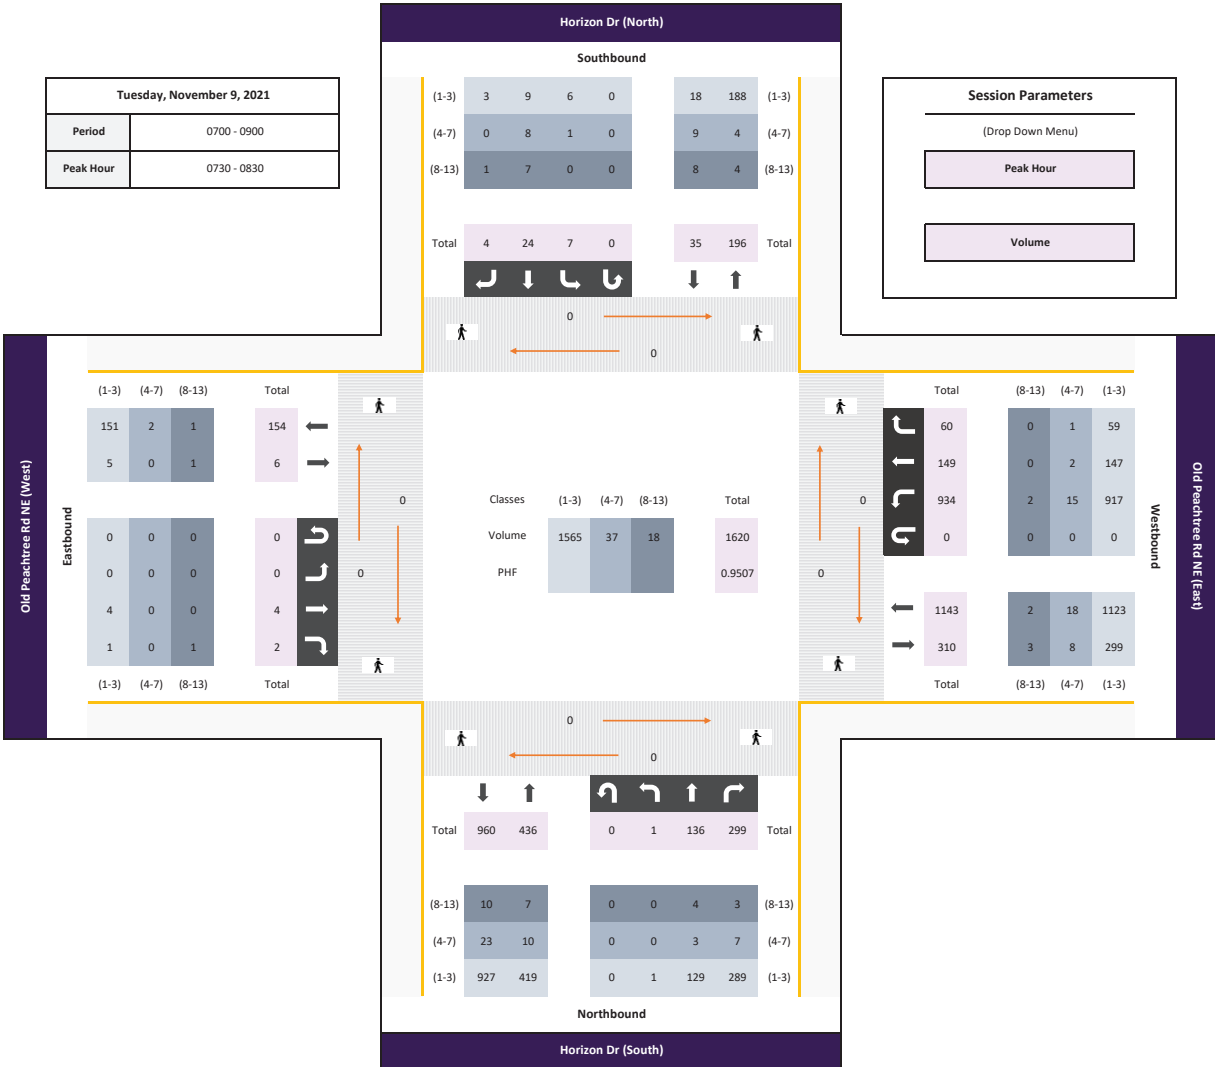 Horizon Dr (North)
Southbound
Tuesday, November 9, 2021
Period 0700 - 0900
Peak Hour 0730 - 0830
(1-3) 3 9 6 0 18 188 (1-3)
(4-7) 0 8 1 0 9 4 (4-7)
(8-13) 1 7 0 0 8 4 (8-13)
Total 4 24 7 0 35 196 Total
Session Parameters
(Drop Down Menu)
Peak Hour
Volume
0
0
Old Peachtree Rd NE (West)
Eastbound
(1-3) (4-7) (8-13) Total
151 2 1 154
5 0 1 6
0 0 0 0
0 0 0 0
4 0 0 4
1 0 1 2
(1-3) (4-7) (8-13) Total
0
0
Classes (1-3) (4-7) (8-13) Total
Volume 1565 37 18 1620
PHF 0.9507
0
0
Total (8-13) (4-7) (1-3)
60 0 1 59
149 0 2 147
934 2 15 917
0 0 0 0
1143 2 18 1123
310 3 8 299
Total (8-13) (4-7) (1-3)
Westbound
Old Peachtree Rd NE (East)
0
0
Total 960 436 0 1 136 299 Total
(8-13) 10 7 0 0 4 3 (8-13)
(4-7) 23 10 0 0 3 7 (4-7)
(1-3) 927 419 0 1 129 289 (1-3)
Northbound
Horizon Dr (South)